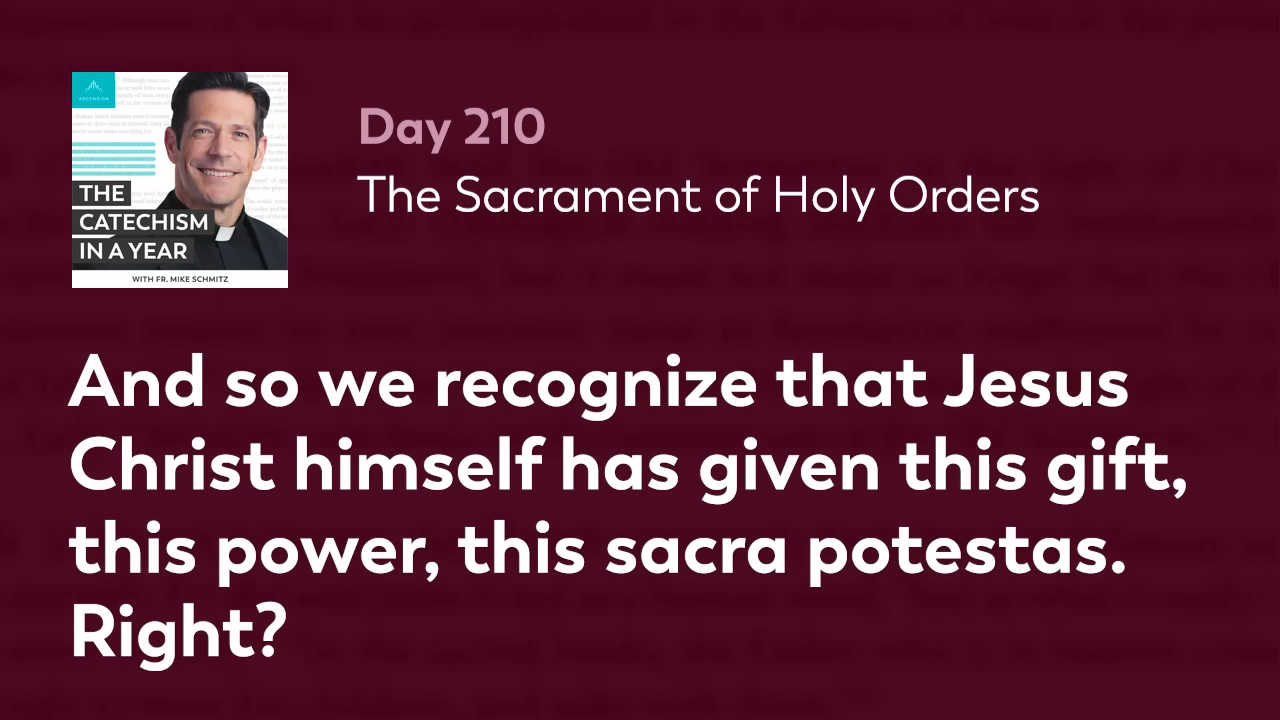 ASCENSION
THE
CATECHISM
IN A YEAR
WITH FR. MIKE SCHMITZ
Day 210
The Sacrament of Holy Orders
And so we recognize that Jesus
Christ himself has given this gift,
this power, this sacra potestas.
Right?